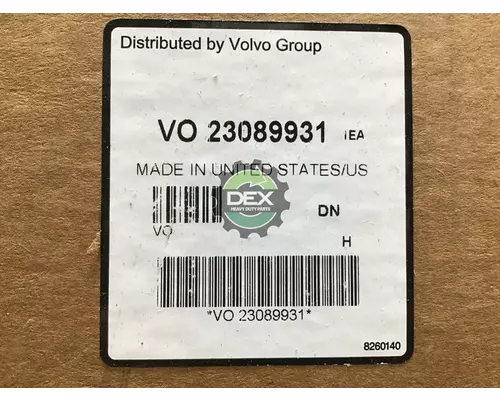 Distributed by Volvo Group
VO 23089931 1EA
MADE IN UNITED STATES/US
DEX
HEAVY DUTY PARTS
DN
VO
H
*VO 23089931*
8260140